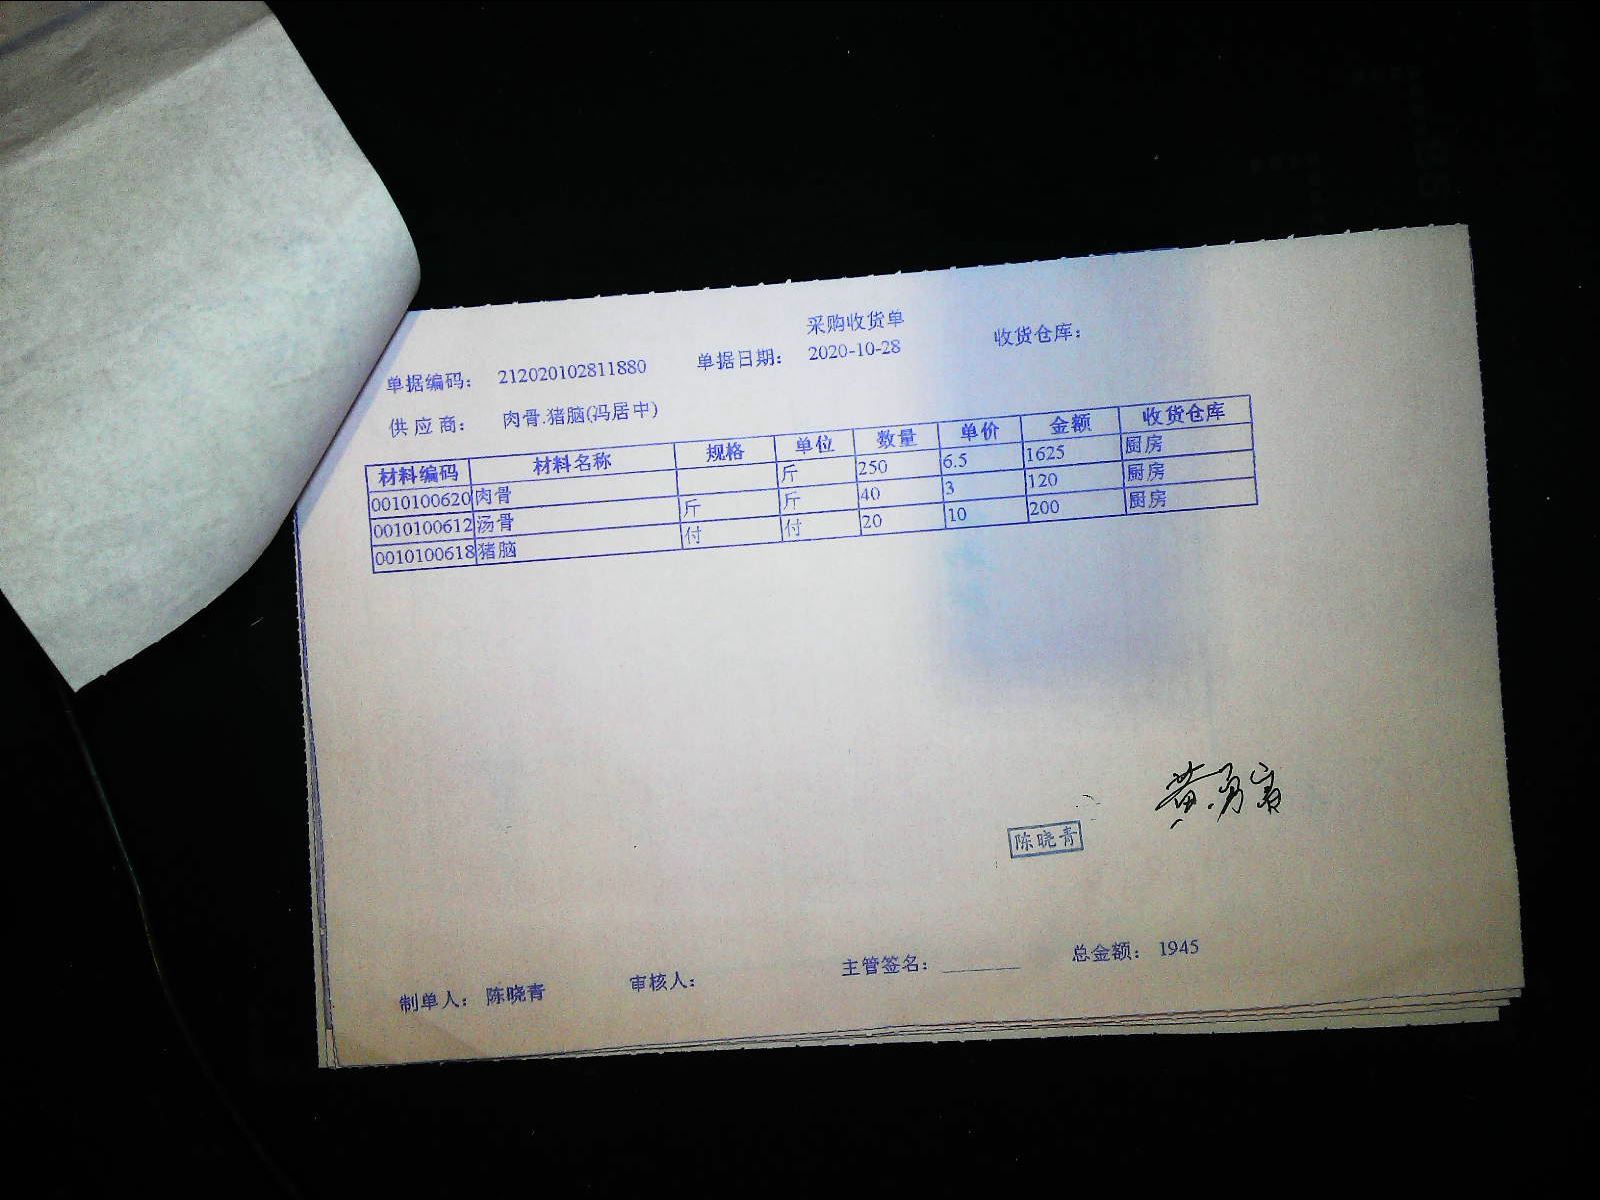 采购收货单
单据编码： 212020102811880 单据日期： 2020-10-28 收货仓库：
供应商： 肉骨.猪脑(冯居中)
材料编码 材料名称 规格 单位 数量 单价 金额 收货仓库
0010100620 肉骨 斤 250 6.5 1625 厨房
0010100612 汤骨 斤 斤 40 3 120 厨房
0010100618 猪脑 付 付 20 10 200 厨房
陈晓青
制单人： 陈晓青 审核人： 主管签名： 总金额： 1945